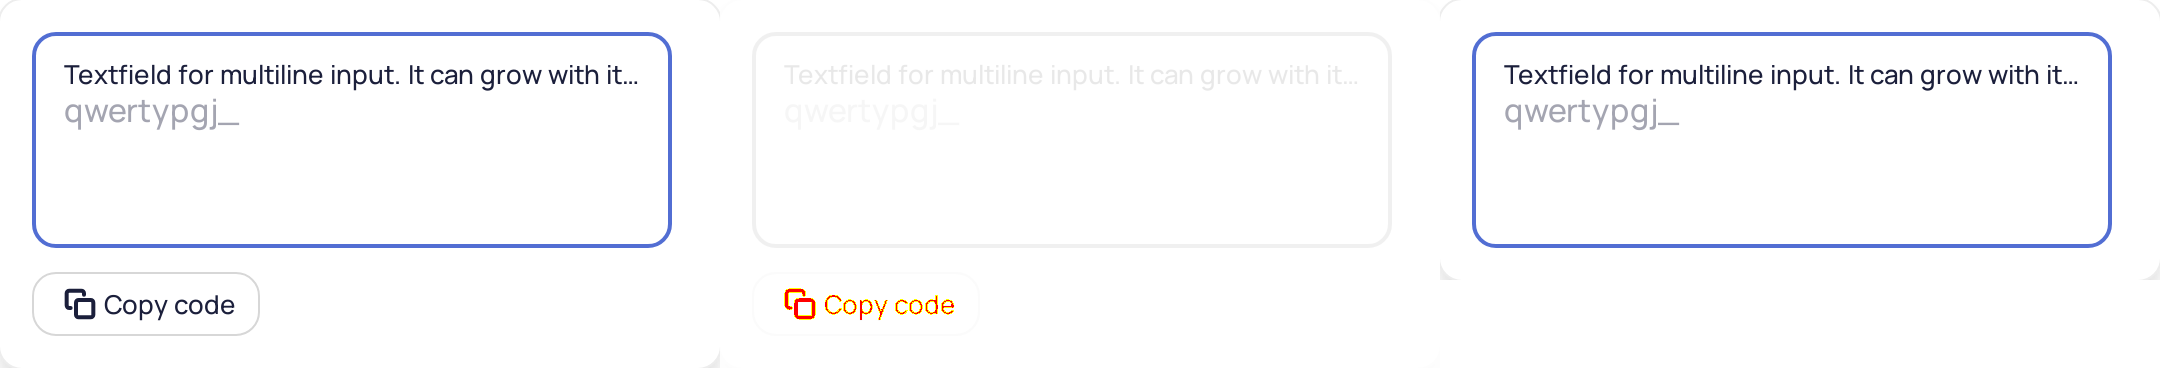 Textfield for multiline input. It can grow with it...
qwertypgj_
Copy code
Textfield for multiline input. It can grow with it...
qwertypgj_
Copy code
Textfield for multiline input. It can grow with it...
qwertypgj_